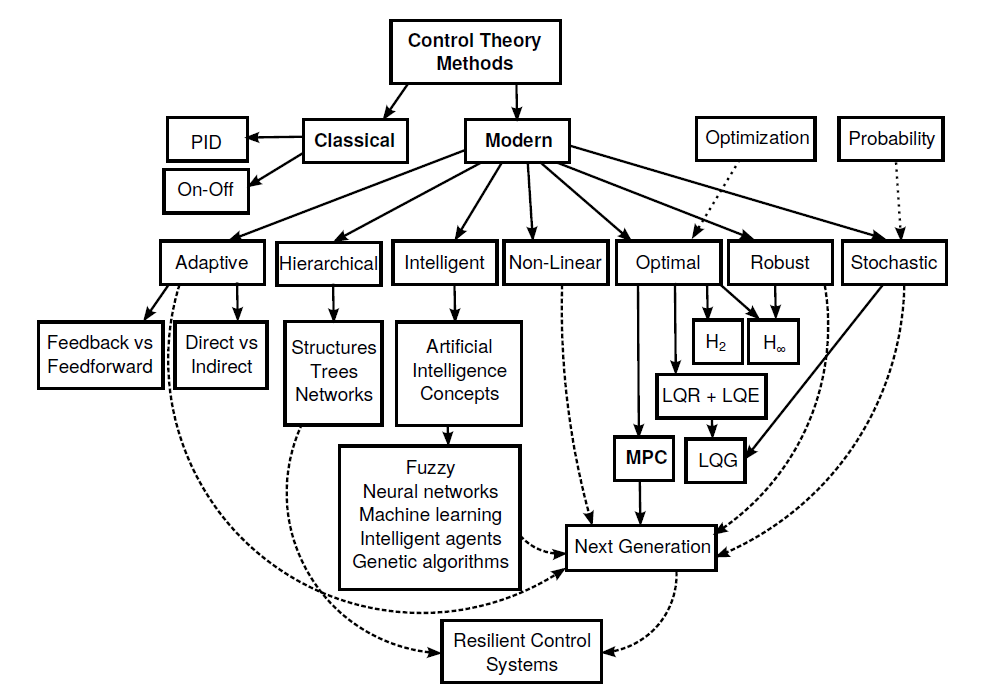 Control Theory
Methods
PID
Classical
Modern
Optimization
Probability
On-Off
Adaptive
Hierarchical
Intelligent
Non-Linear
Optimal
Robust
Stochastic
Feedback vs
Feedforward
Direct vs
Indirect
Structures
Trees
Networks
Artificial
Intelligence
Concepts
H₂
H∞
LQR + LQE
MPC
LQG
Fuzzy
Neural networks
Machine learning
Intelligent agents
Genetic algorithms
Next Generation
Resilient Control
Systems